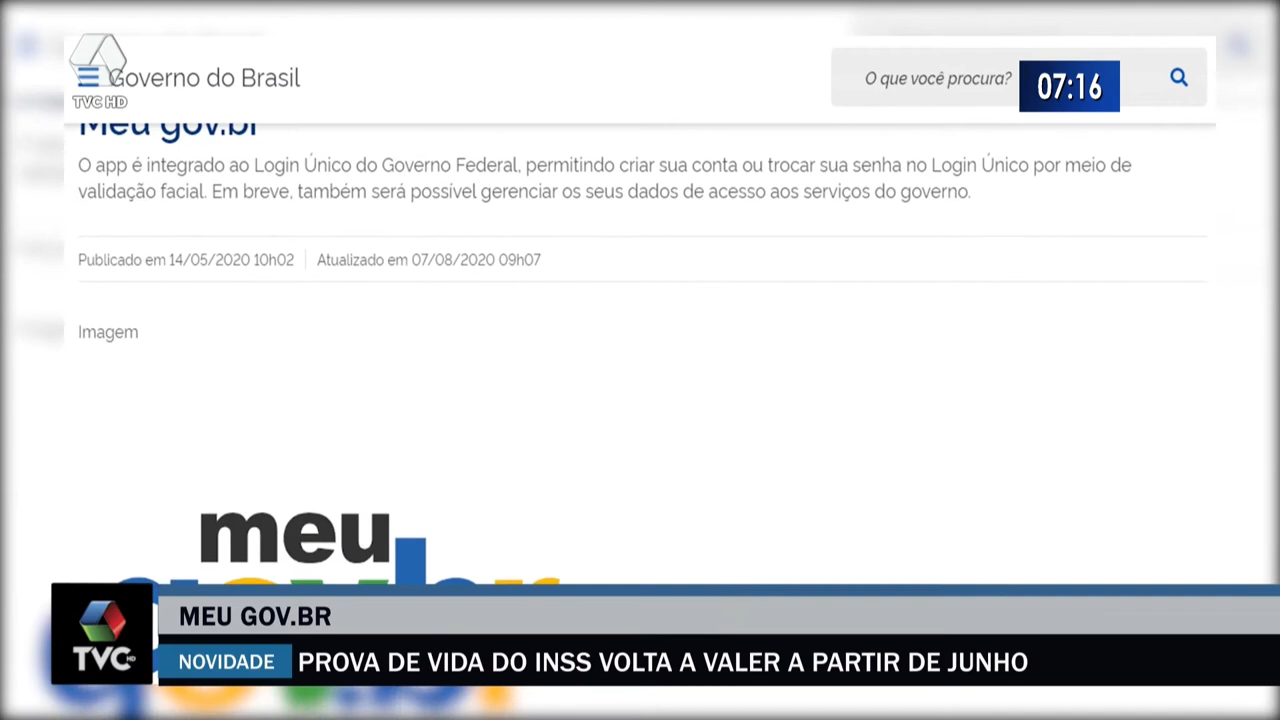 Governo do Brasil
O que você procura?
07:16
TVC HD
Meu gov.br
O app é integrado ao Login Único do Governo Federal, permitindo criar sua conta ou trocar sua senha no Login Único por meio de
validação facial. Em breve, também será possível gerenciar os seus dados de acesso aos serviços do governo.
Publicado em 14/05/2020 10h02
Atualizado em 07/08/2020 09h07
Imagem
meu
gov.br
MEU GOV.BR
TVC HD
NOVIDADE
PROVA DE VIDA DO INSS VOLTA A VALER A PARTIR DE JUNHO